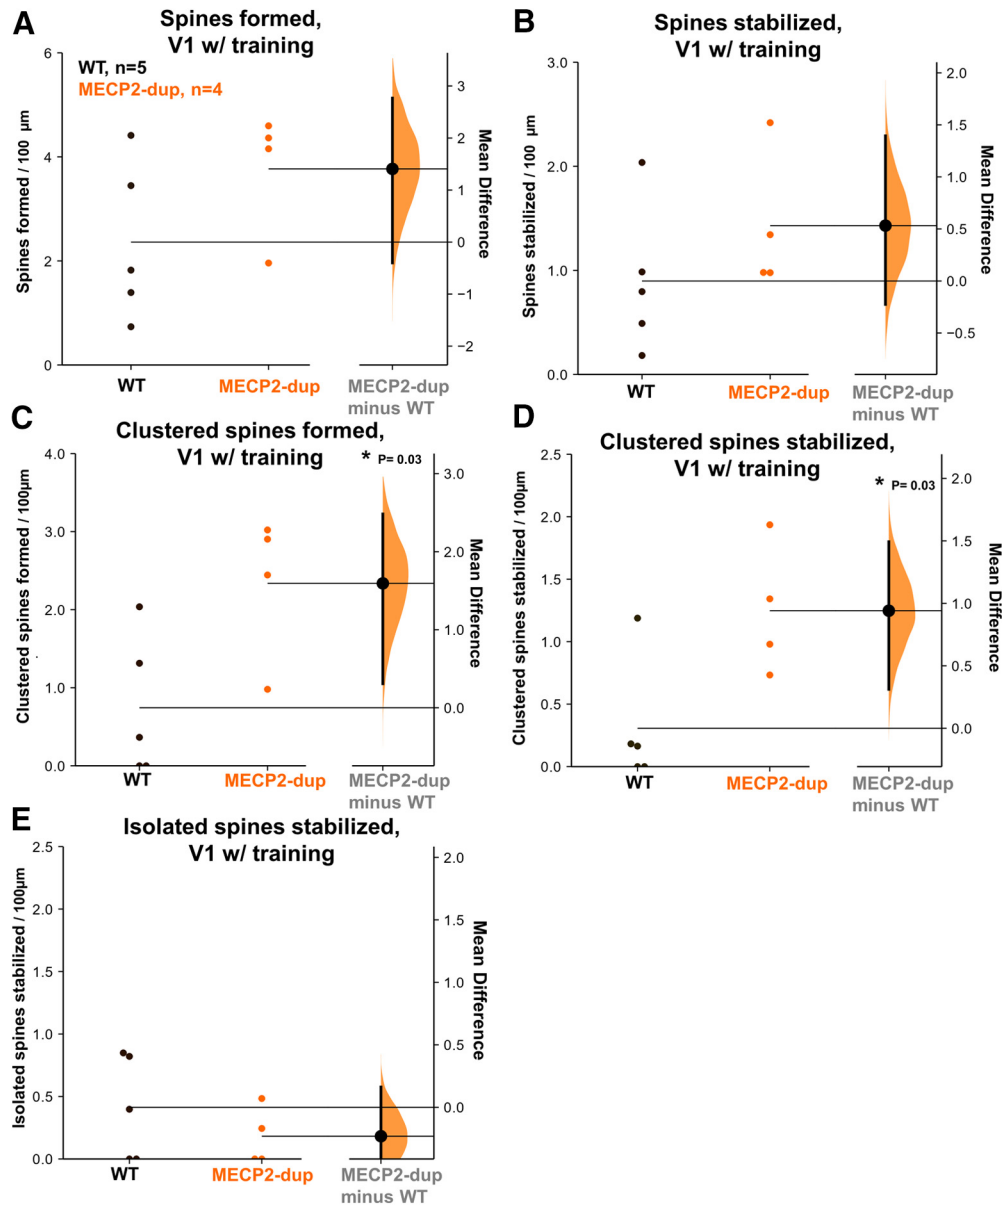 A
Spines formed,
V1 w/ training
WT, n=5
MECP2-dup, n=4
Spines formed / 100 μm
6
4
2
0
Mean Difference
3
2
1
0
−1
−2
WT
MECP2-dup
MECP2-dup
minus WT
B
Spines stabilized,
V1 w/ training
Spines stabilized / 100 μm
3.0
2.0
1.0
0.0
Mean Difference
2.0
1.5
1.0
0.5
0.0
−0.5
WT
MECP2-dup
MECP2-dup
minus WT
C
Clustered spines formed,
V1 w/ training
* P= 0.03
Clustered spines formed / 100μm
4.0
3.0
2.0
1.0
0.0
Mean Difference
3.0
2.0
1.0
0.0
WT
MECP2-dup
MECP2-dup
minus WT
D
Clustered spines stabilized,
V1 w/ training
* P= 0.03
Clustered spines stabilized / 100μm
2.5
2.0
1.5
1.0
0.5
0.0
Mean Difference
2.0
1.5
1.0
0.5
0.0
WT
MECP2-dup
MECP2-dup
minus WT
E
Isolated spines stabilized,
V1 w/ training
Isolated spines stabilized / 100μm
2.5
2.0
1.5
1.0
0.5
0.0
Mean Difference
2.0
1.5
1.0
0.5
0.0
WT
MECP2-dup
MECP2-dup
minus WT